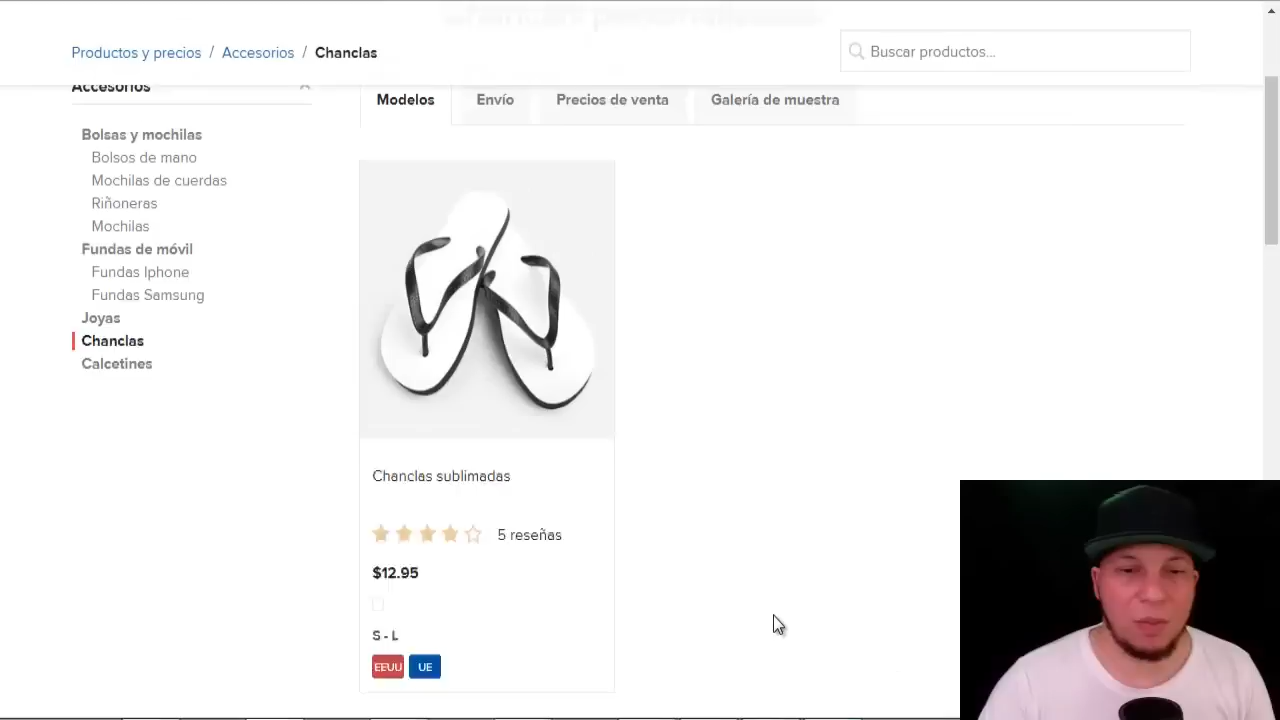 Productos y precios / Accesorios / Chanclas
Buscar productos...
Accesorios
Modelos
Envío
Precios de venta
Galería de muestra
Bolsas y mochilas
Bolsos de mano
Mochilas de cuerdas
Riñoneras
Mochilas
Fundas de móvil
Fundas Iphone
Fundas Samsung
Joyas
Chanclas
Calcetines
Chanclas sublimadas
5 reseñas
$12.95
S - L
EEUU UE